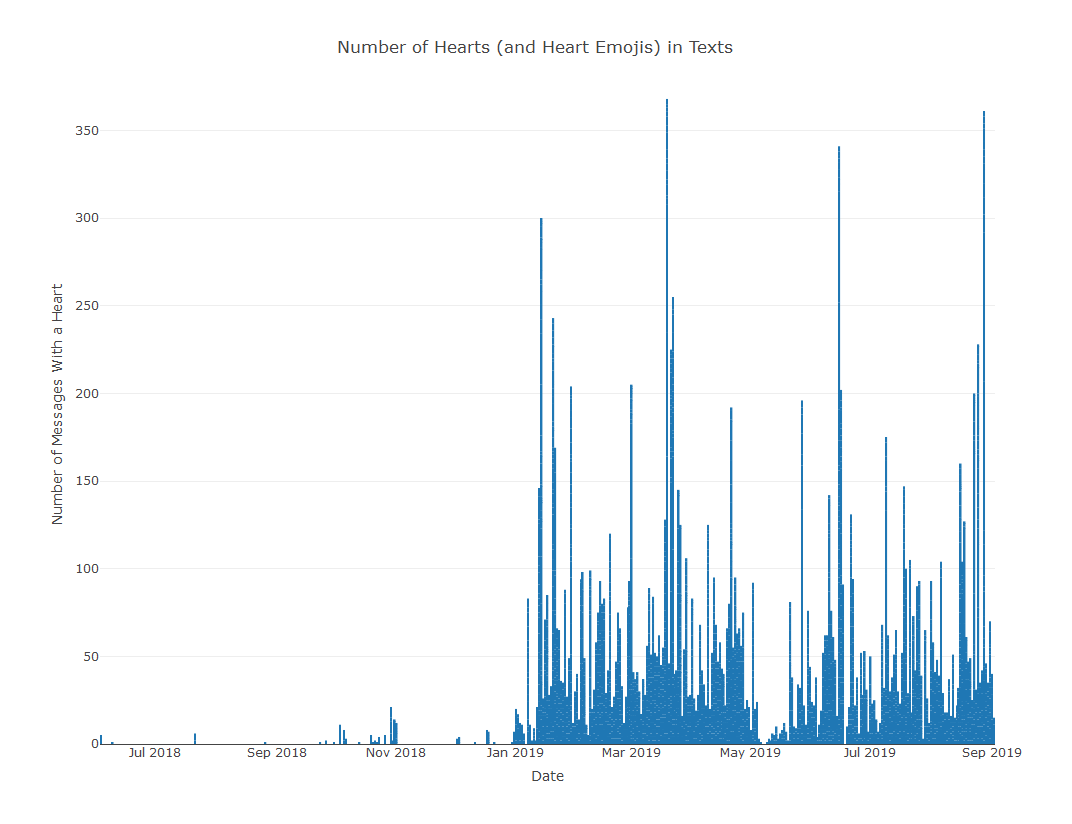 Number of Hearts (and Heart Emojis) in Texts
Number of Messages With a Heart
350
300
250
200
150
100
50
0
Jul 2018
Sep 2018
Nov 2018
Jan 2019
Mar 2019
May 2019
Jul 2019
Sep 2019
Date